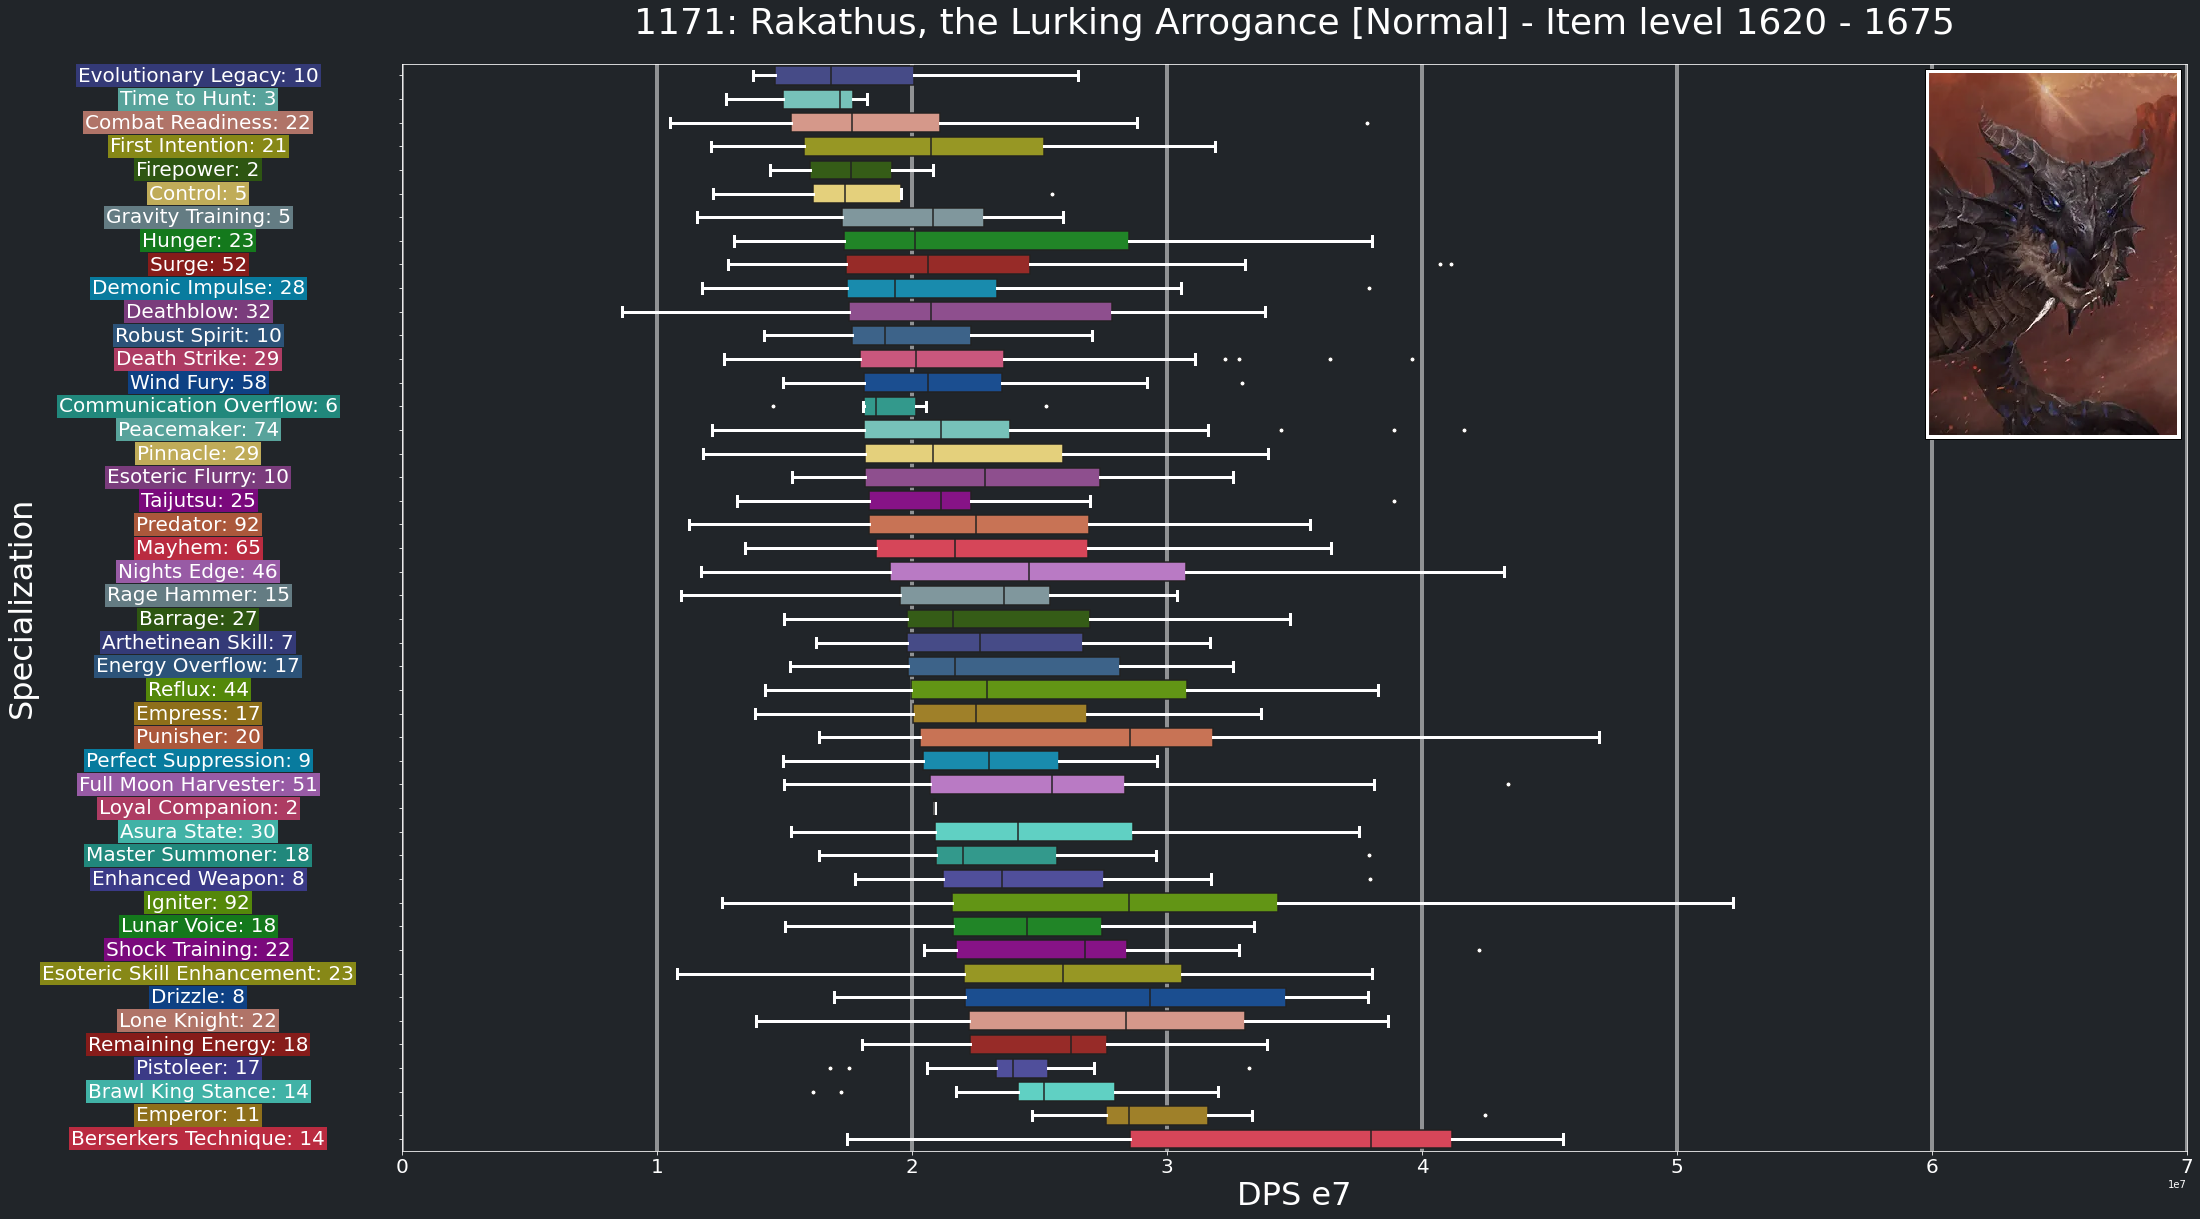 1171: Rakathus, the Lurking Arrogance [Normal] - Item level 1620 - 1675
Specialization
Evolutionary Legacy: 10
Time to Hunt: 3
Combat Readiness: 22
First Intention: 21
Firepower: 2
Control: 5
Gravity Training: 5
Hunger: 23
Surge: 52
Demonic Impulse: 28
Deathblow: 32
Robust Spirit: 10
Death Strike: 29
Wind Fury: 58
Communication Overflow: 6
Peacemaker: 74
Pinnacle: 29
Esoteric Flurry: 10
Taijutsu: 25
Predator: 92
Mayhem: 65
Nights Edge: 46
Rage Hammer: 15
Barrage: 27
Arthetinean Skill: 7
Energy Overflow: 17
Reflux: 44
Empress: 17
Punisher: 20
Perfect Suppression: 9
Full Moon Harvester: 51
Loyal Companion: 2
Asura State: 30
Master Summoner: 18
Enhanced Weapon: 8
Igniter: 92
Lunar Voice: 18
Shock Training: 22
Esoteric Skill Enhancement: 23
Drizzle: 8
Lone Knight: 22
Remaining Energy: 18
Pistoleer: 17
Brawl King Stance: 14
Emperor: 11
Berserkers Technique: 14
0 1 2 3 4 5 6 7
1e7
DPS e7